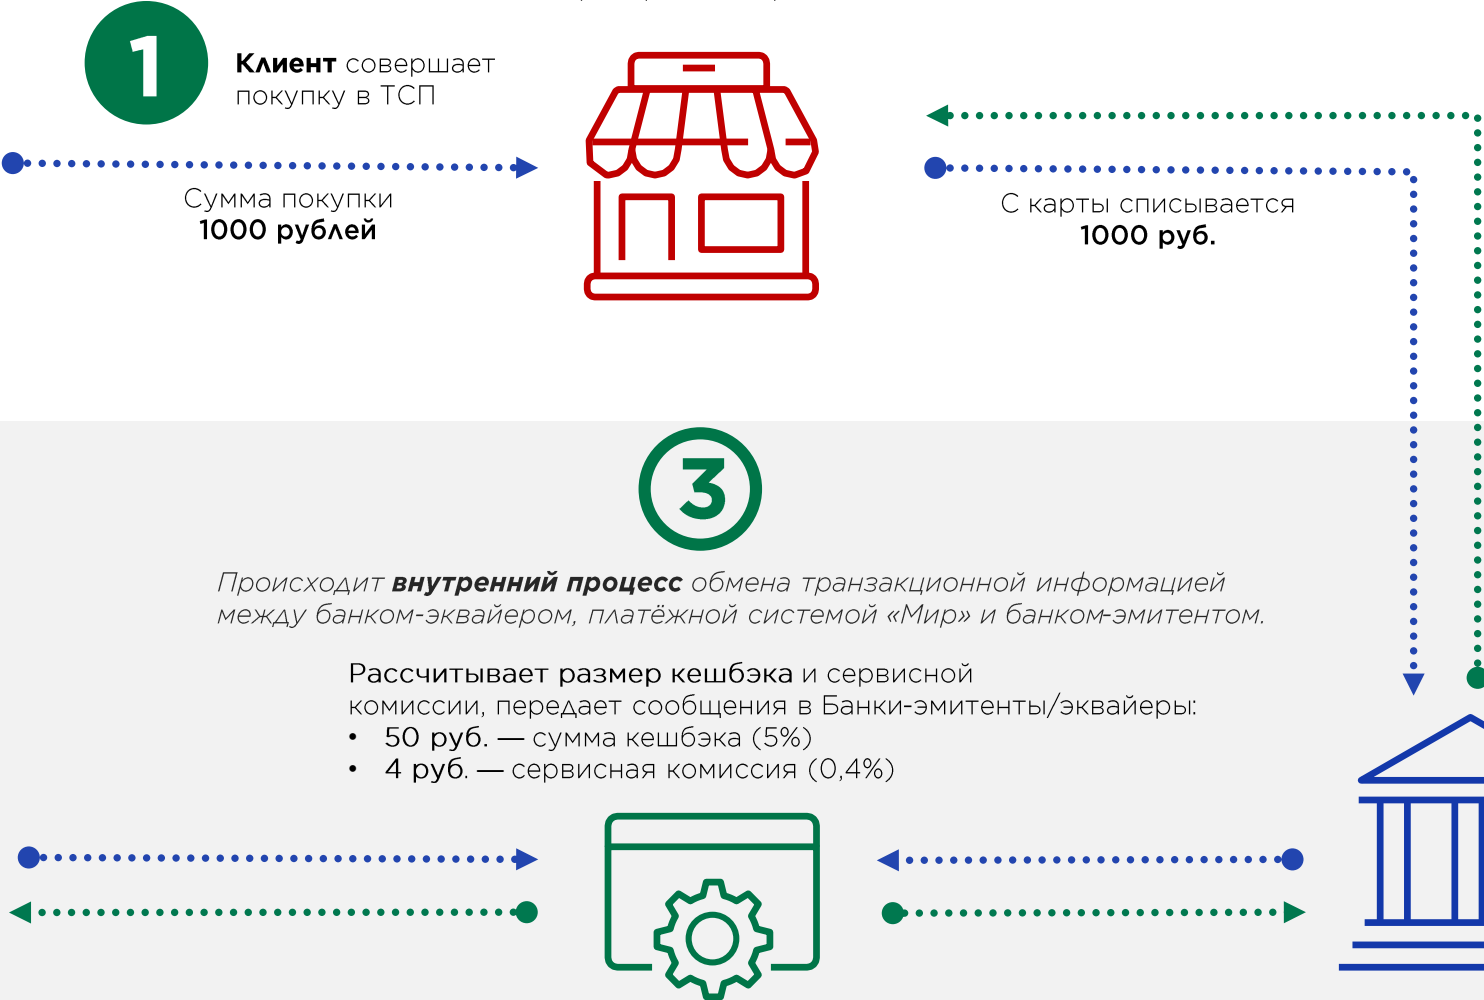 1
Клиент совершает
покупку в ТСП
Сумма покупки
1000 рублей
С карты списывается
1000 руб.
3
Происходит внутренний процесс обмена транзакционной информацией
между банком-эквайером, платёжной системой «Мир» и банком-эмитентом.
Рассчитывает размер кешбэка и сервисной
комиссии, передает сообщения в Банки-эмитенты/эквайеры:
• 50 руб. — сумма кешбэка (5%)
• 4 руб. — сервисная комиссия (0,4%)